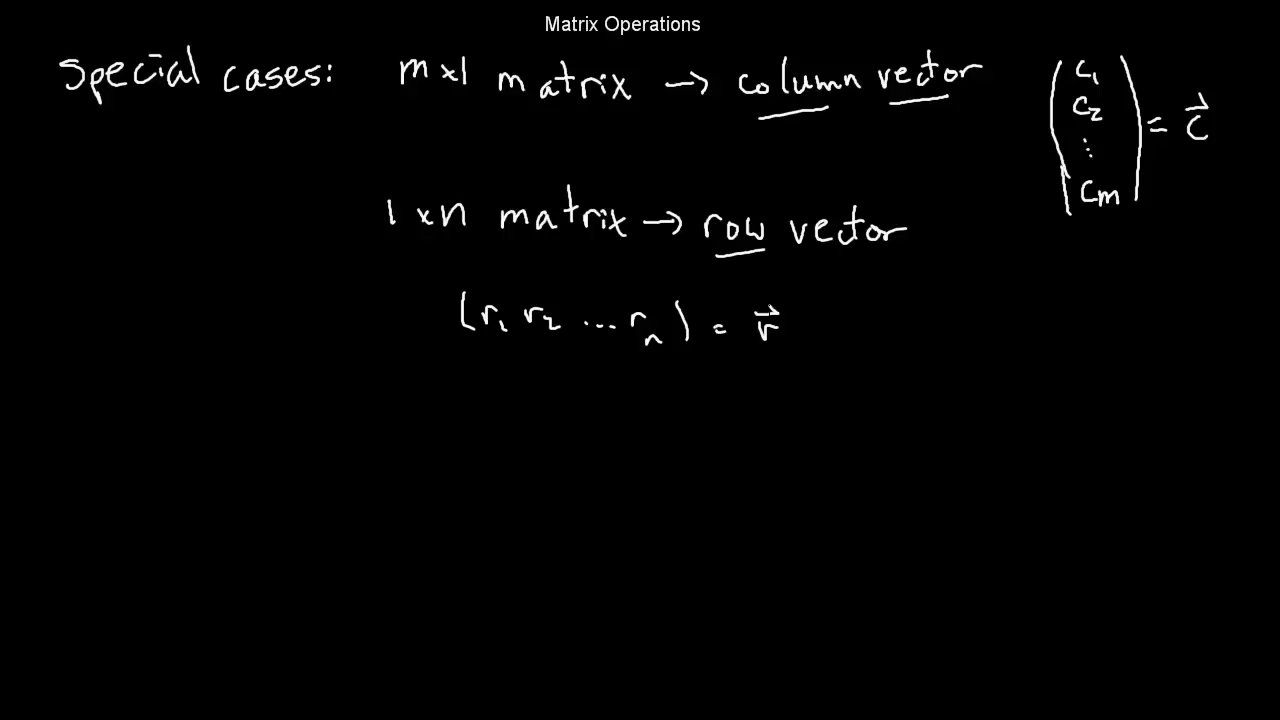 Matrix Operations
Special cases: m x 1 matrix → column vector
(c₁
c₂
⋮
cₘ) = c⃗
1 x n matrix → row vector
(r₁ r₂ ... rₙ) = r⃗